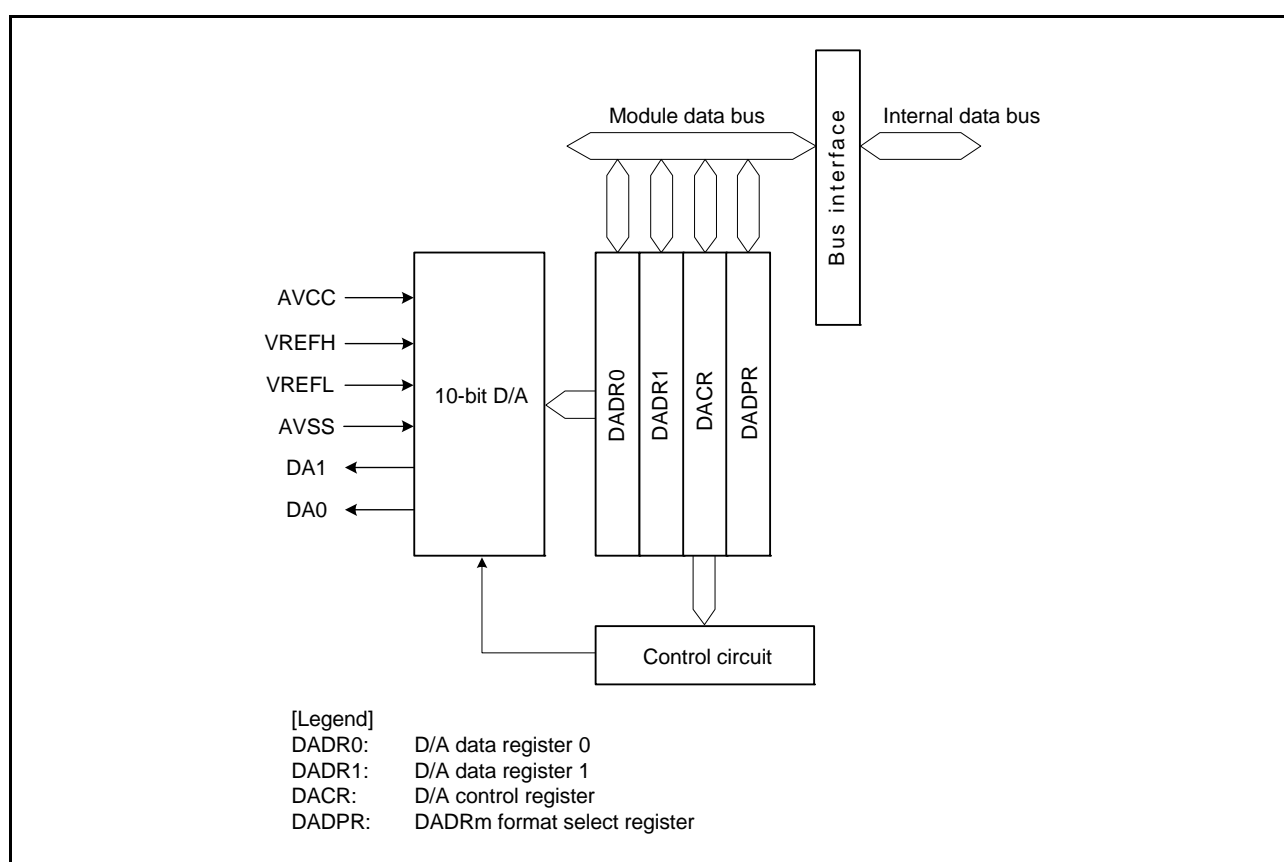 Module data bus
Internal data bus
Bus interface
AVCC
VREFH
VREFL
AVSS
DA1
DA0
10-bit D/A
DADR0
DADR1
DACR
DADPR
Control circuit
[Legend]
DADR0: D/A data register 0
DADR1: D/A data register 1
DACR: D/A control register
DADPR: DADRm format select register